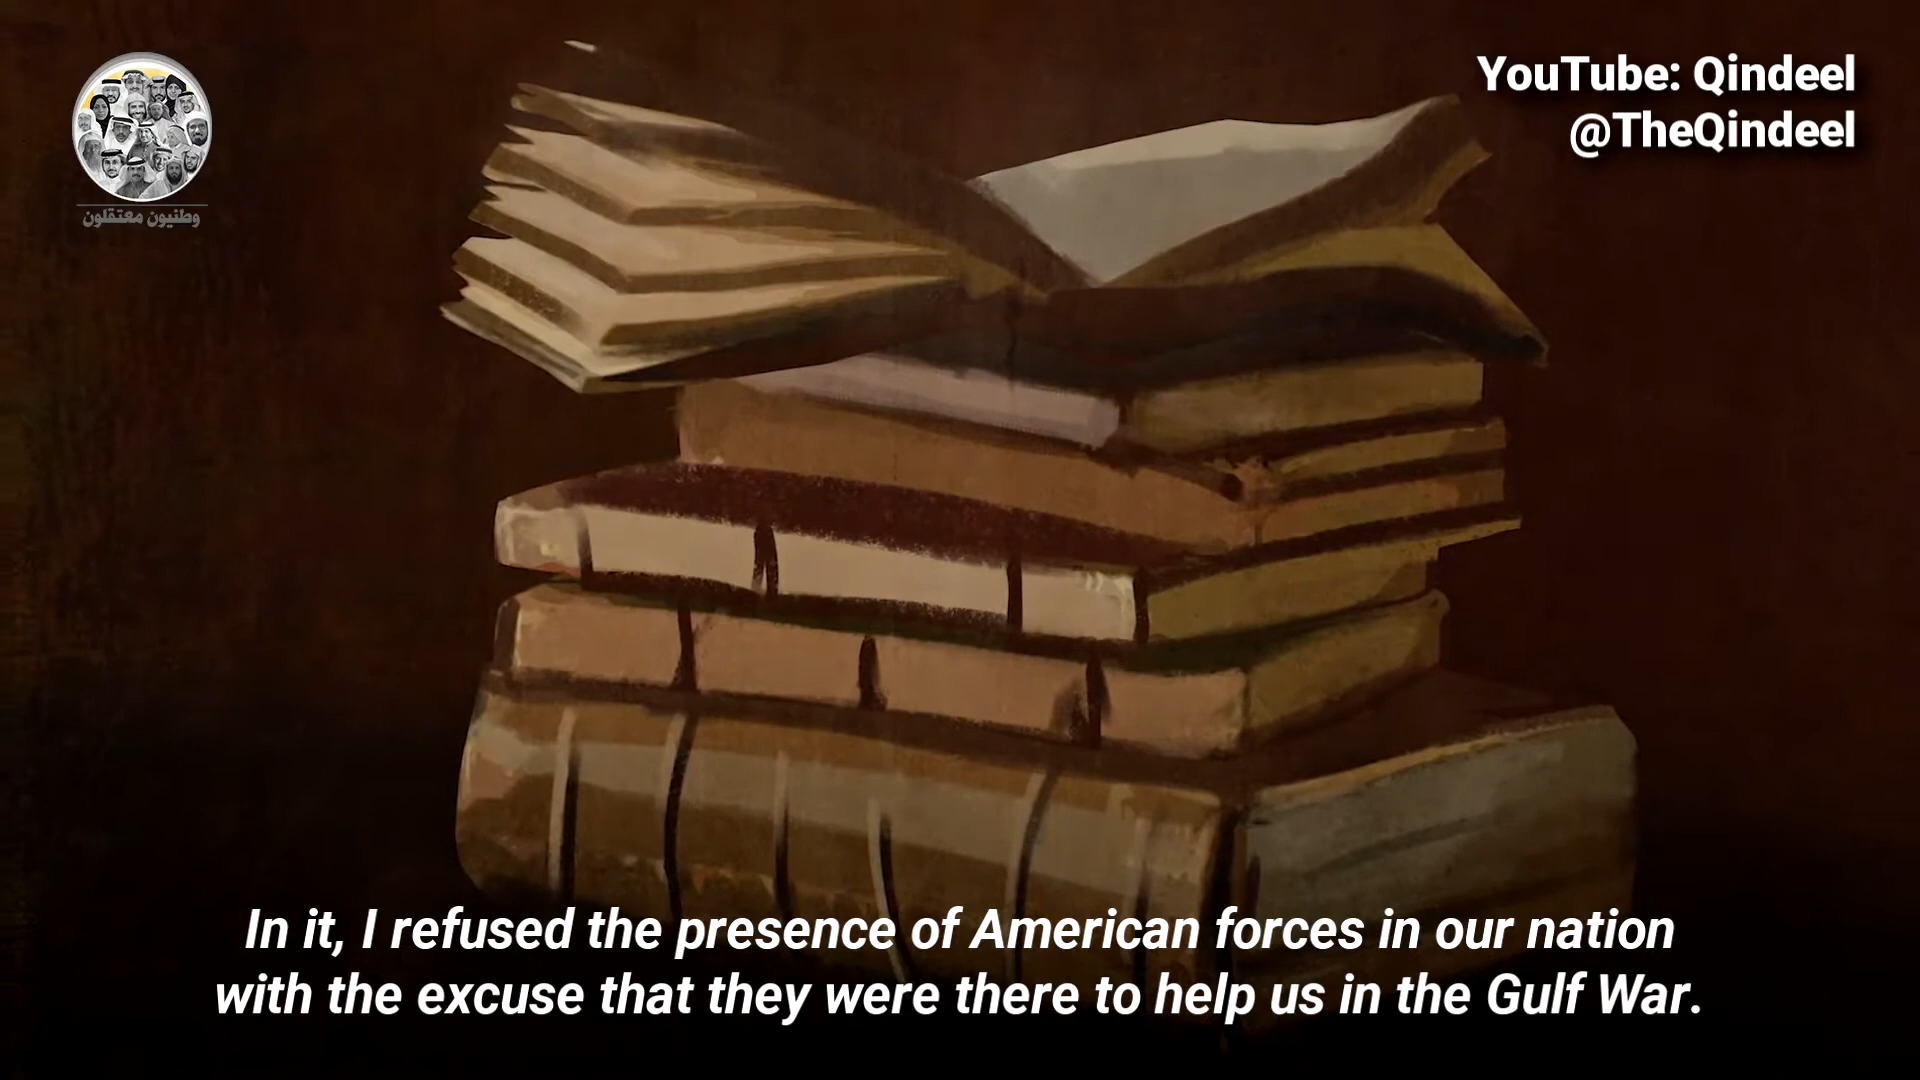 YouTube: Qindeel
@TheQindeel
وطنيون معتقلون
In it, I refused the presence of American forces in our nation
with the excuse that they were there to help us in the Gulf War.